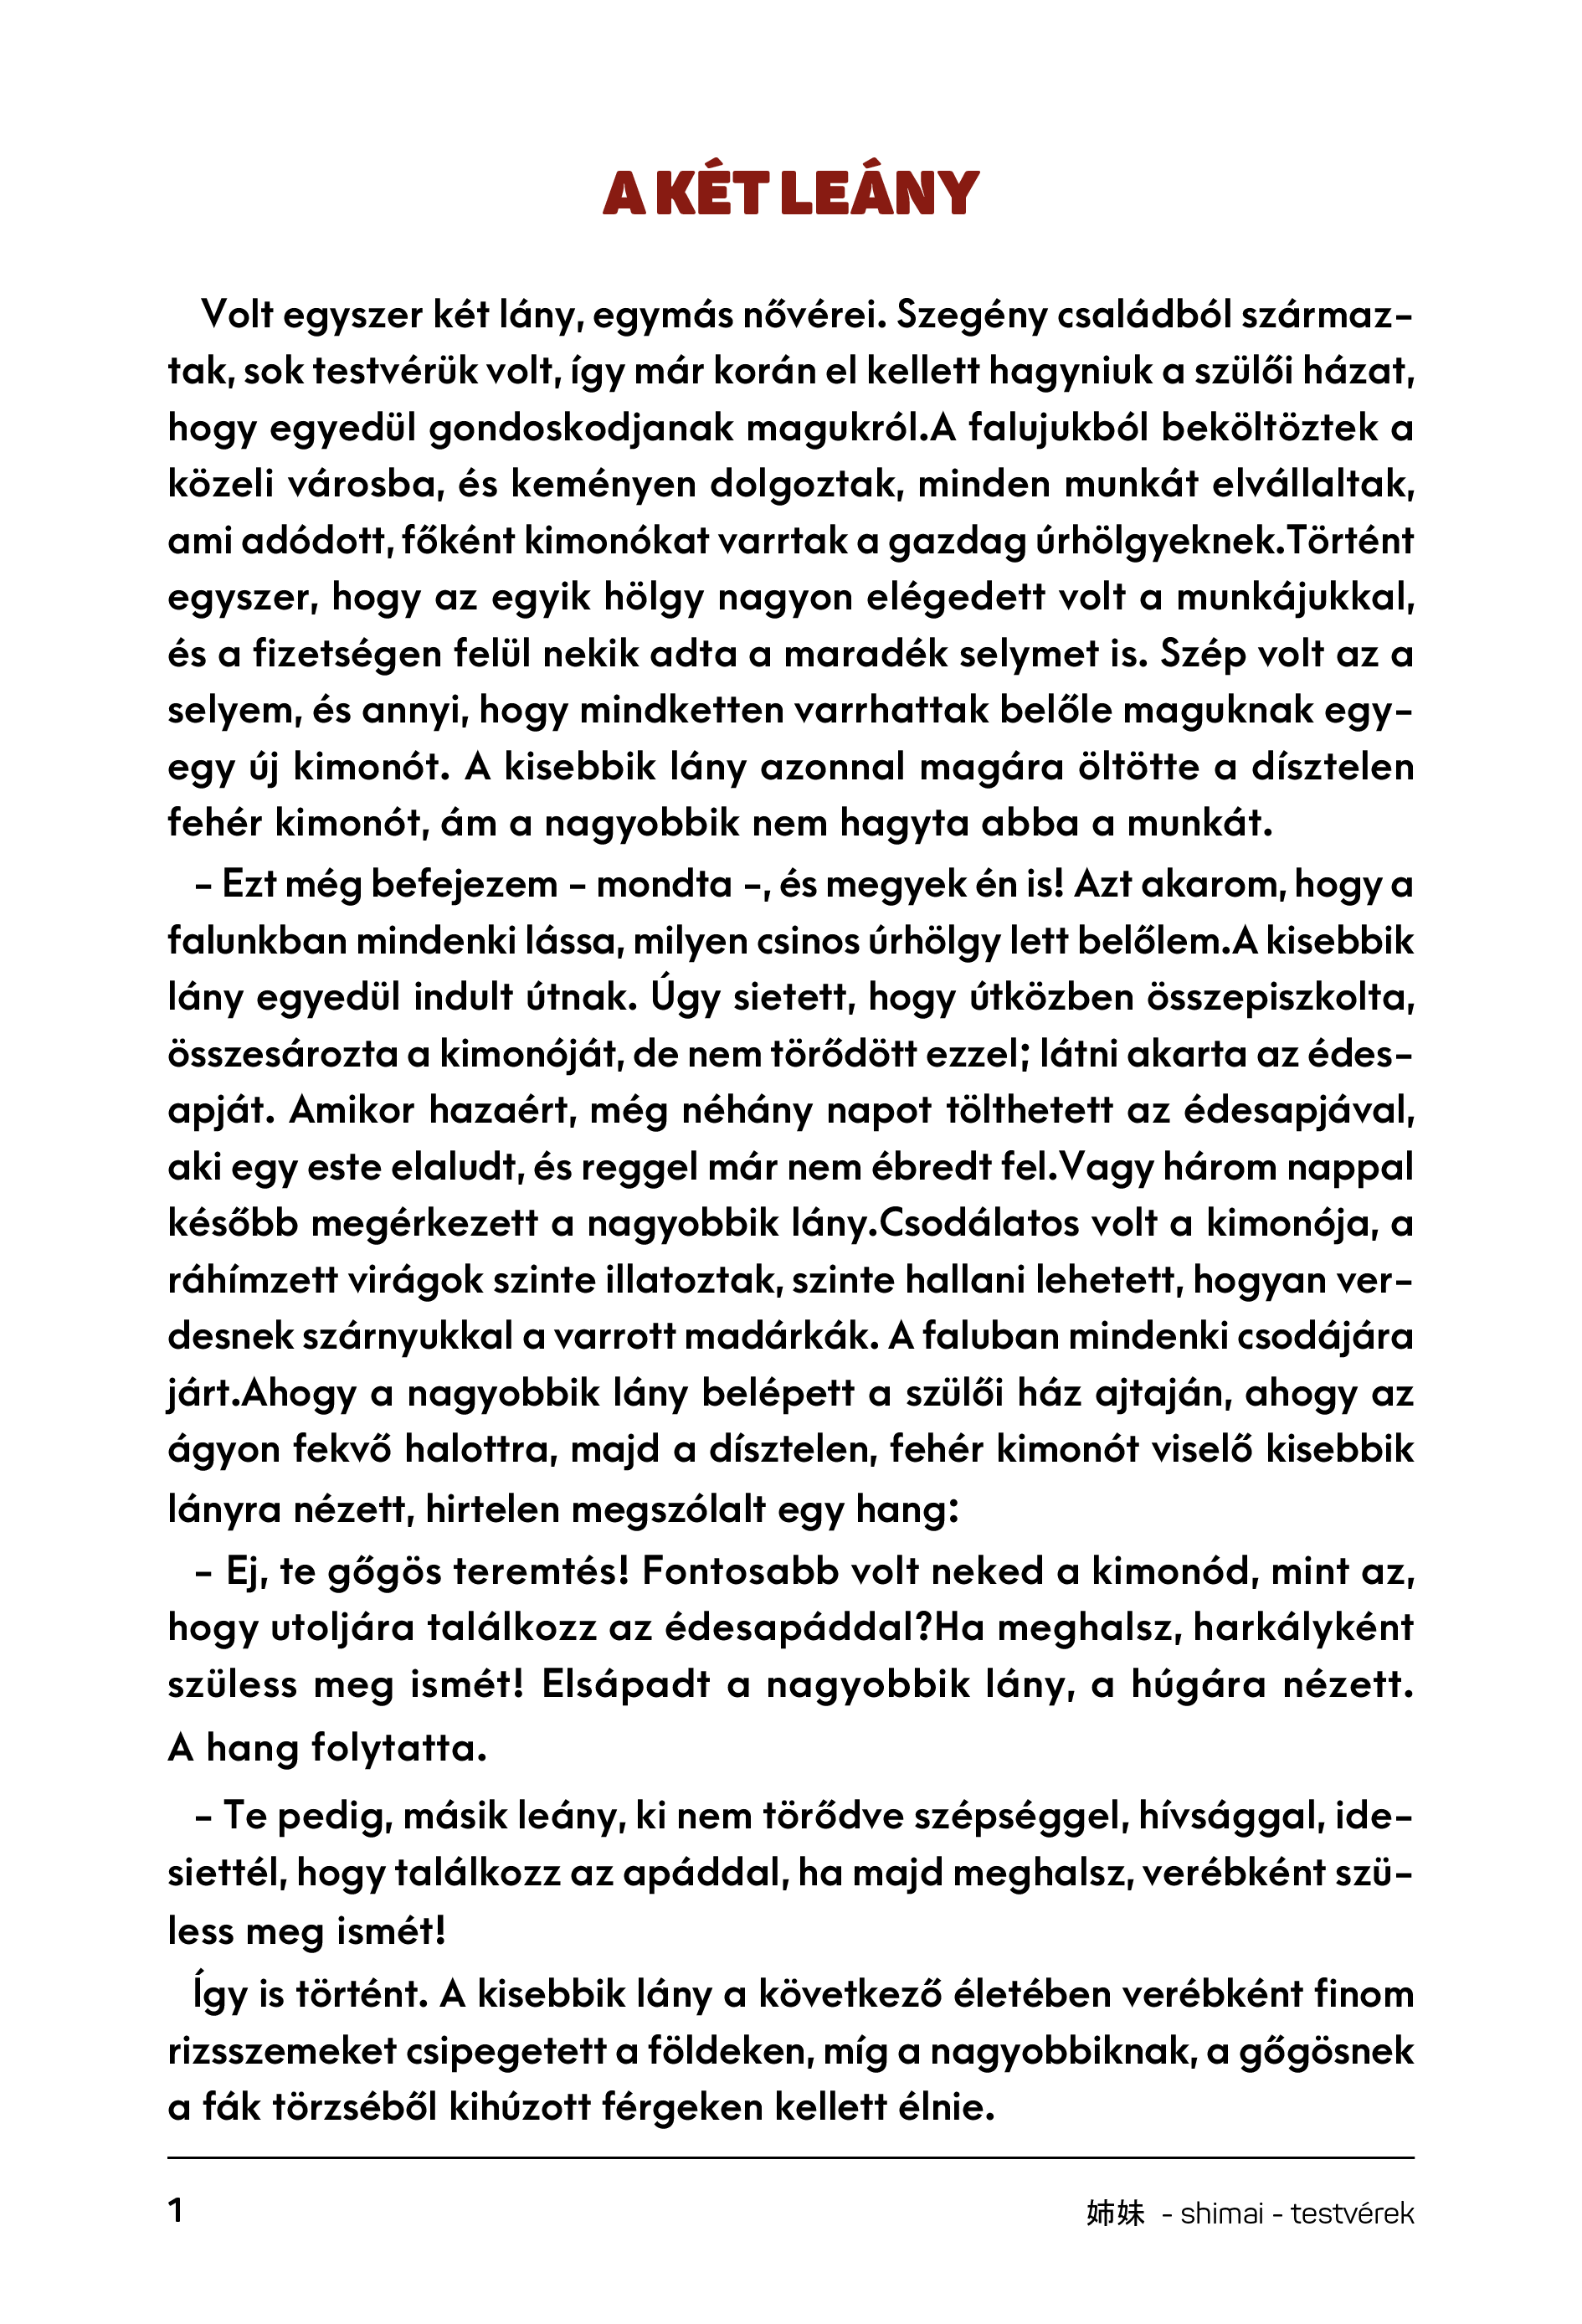 A KÉT LEÁNY
Volt egyszer két lány, egymás nővérei. Szegény családból származ-
tak, sok testvérük volt, így már korán el kellett hagyniuk a szülői házat,
hogy egyedül gondoskodjanak magukról.A falujukból beköltöztek a
közeli városba, és keményen dolgoztak, minden munkát elvállaltak,
ami adódott, főként kimonókat varrtak a gazdag úrhölgyeknek.Történt
egyszer, hogy az egyik hölgy nagyon elégedett volt a munkájukkal,
és a fizetségen felül nekik adta a maradék selymet is. Szép volt az a
selyem, és annyi, hogy mindketten varrhattak belőle maguknak egy-
egy új kimonót. A kisebbik lány azonnal magára öltötte a dísztelen
fehér kimonót, ám a nagyobbik nem hagyta abba a munkát.
– Ezt még befejezem – mondta –, és megyek én is! Azt akarom, hogy a
falunkban mindenki lássa, milyen csinos úrhölgy lett belőlem.A kisebbik
lány egyedül indult útnak. Úgy sietett, hogy útközben összepiszkolta,
összesározta a kimonóját, de nem törődött ezzel; látni akarta az édes-
apját. Amikor hazaért, még néhány napot tölthetett az édesapjával,
aki egy este elaludt, és reggel már nem ébredt fel.Vagy három nappal
később megérkezett a nagyobbik lány.Csodálatos volt a kimonója, a
ráhímzett virágok szinte illatoztak, szinte hallani lehetett, hogyan ver-
desnek szárnyukkal a varrott madárkák. A faluban mindenki csodájára
járt.Ahogy a nagyobbik lány belépett a szülői ház ajtaján, ahogy az
ágyon fekvő halottra, majd a dísztelen, fehér kimonót viselő kisebbik
lányra nézett, hirtelen megszólalt egy hang:
– Ej, te gőgös teremtés! Fontosabb volt neked a kimonód, mint az,
hogy utoljára találkozz az édesapáddal?Ha meghalsz, harkályként
szüless meg ismét! Elsápadt a nagyobbik lány, a húgára nézett.
A hang folytatta.
– Te pedig, másik leány, ki nem törődve szépséggel, hívsággal, ide-
siettél, hogy találkozz az apáddal, ha majd meghalsz, verébként szü-
less meg ismét!
Így is történt. A kisebbik lány a következő életében verébként finom
rizsszemeket csipegetett a földeken, míg a nagyobbiknak, a gőgösnek
a fák törzséből kihúzott férgeken kellett élnie.
1
姉妹 - shimai - testvérek